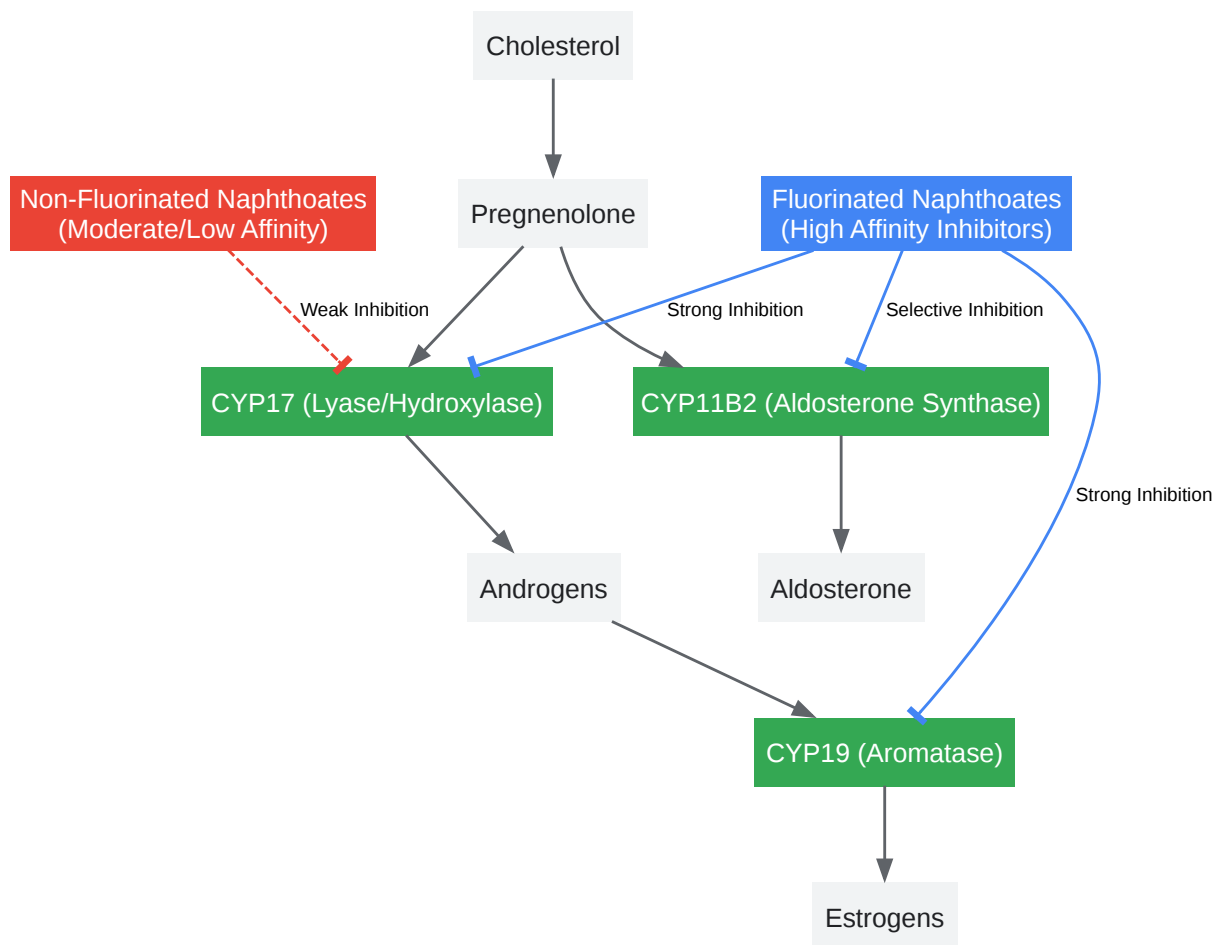 Cholesterol
Non-Fluorinated Naphthoates
(Moderate/Low Affinity)
Pregnenolone
Fluorinated Naphthoates
(High Affinity Inhibitors)
Weak Inhibition
Strong Inhibition
Selective Inhibition
CYP17 (Lyase/Hydroxylase)
CYP11B2 (Aldosterone Synthase)
Strong Inhibition
Androgens
Aldosterone
CYP19 (Aromatase)
Estrogens